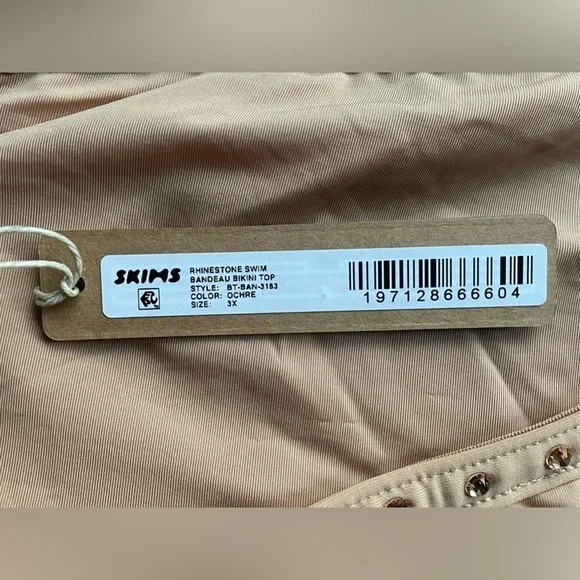 SKIMS
RHINESTONE SWIM
BANDEAU BIKINI TOP
STYLE: BT-BAN-3183
COLOR: OCHRE
SIZE: 3X
197128666604